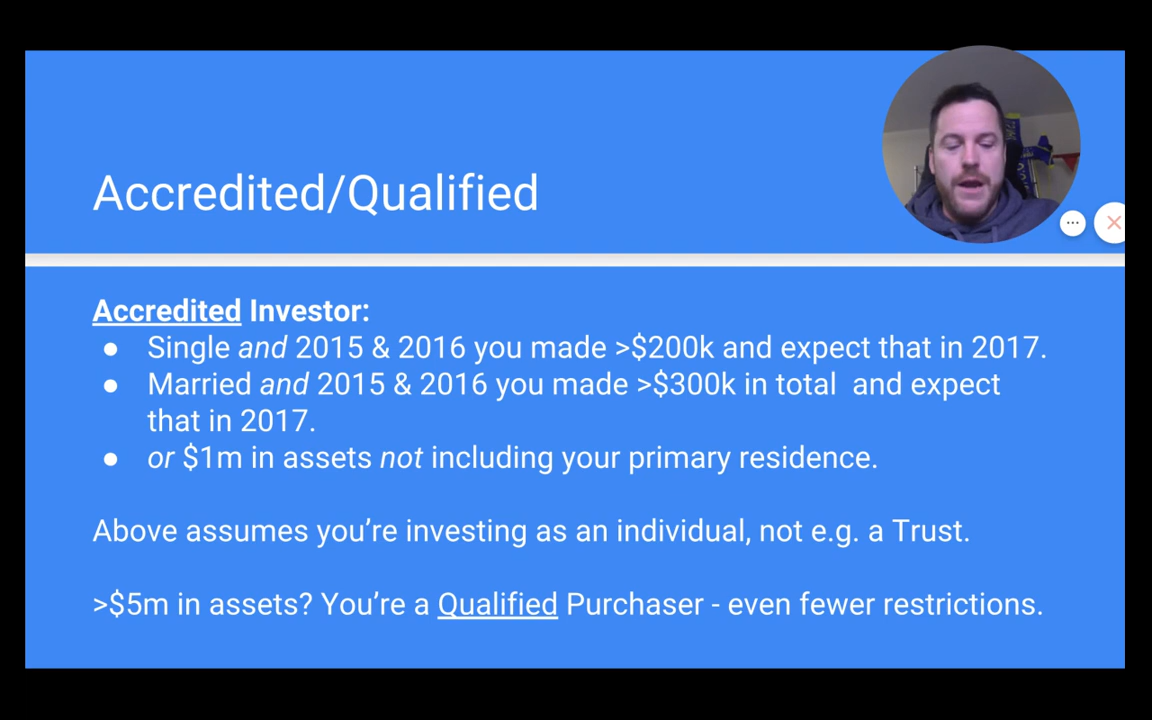 Accredited/Qualified
Accredited Investor:
● Single and 2015 & 2016 you made >$200k and expect that in 2017.
● Married and 2015 & 2016 you made >$300k in total  and expect
that in 2017.
● or $1m in assets not including your primary residence.
Above assumes you’re investing as an individual, not e.g. a Trust.
>$5m in assets? You’re a Qualified Purchaser - even fewer restrictions.